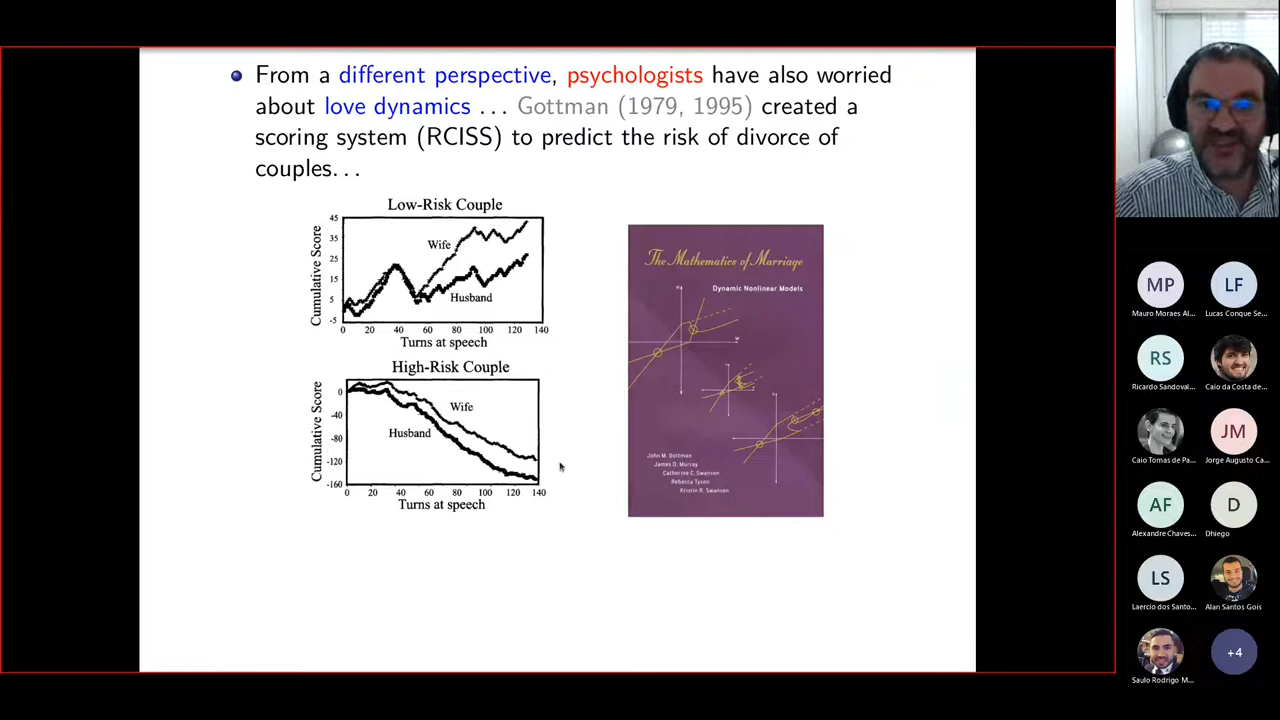 From a different perspective, psychologists have also worried
about love dynamics ... Gottman (1979, 1995) created a
scoring system (RCISS) to predict the risk of divorce of
couples...
Low-Risk Couple
Cumulative Score
45
35
25
15
5
-5
Wife
Husband
0 20 40 60 80 100 120 140
Turns at speech
High-Risk Couple
Cumulative Score
0
-40
-80
-120
-160
Wife
Husband
0 20 40 60 80 100 120 140
Turns at speech
The Mathematics of Marriage
Dynamic Nonlinear Models
John M. Gottman
James D. Murray
Catherine C. Swanson
Rebecca Tyson
Kristin R. Swanson
MP
Mauro Moraes Al...
LF
Lucas Conque Se...
RS
Ricardo Sandoval...
Caio da Costa de...
Caio Tomas de Pa...
JM
Jorge Augusto Ca...
AF
Alexandre Chaves...
D
Dhiego
LS
Laercio dos Santo...
Alan Santos Gois
Saulo Rodrigo M...
+4